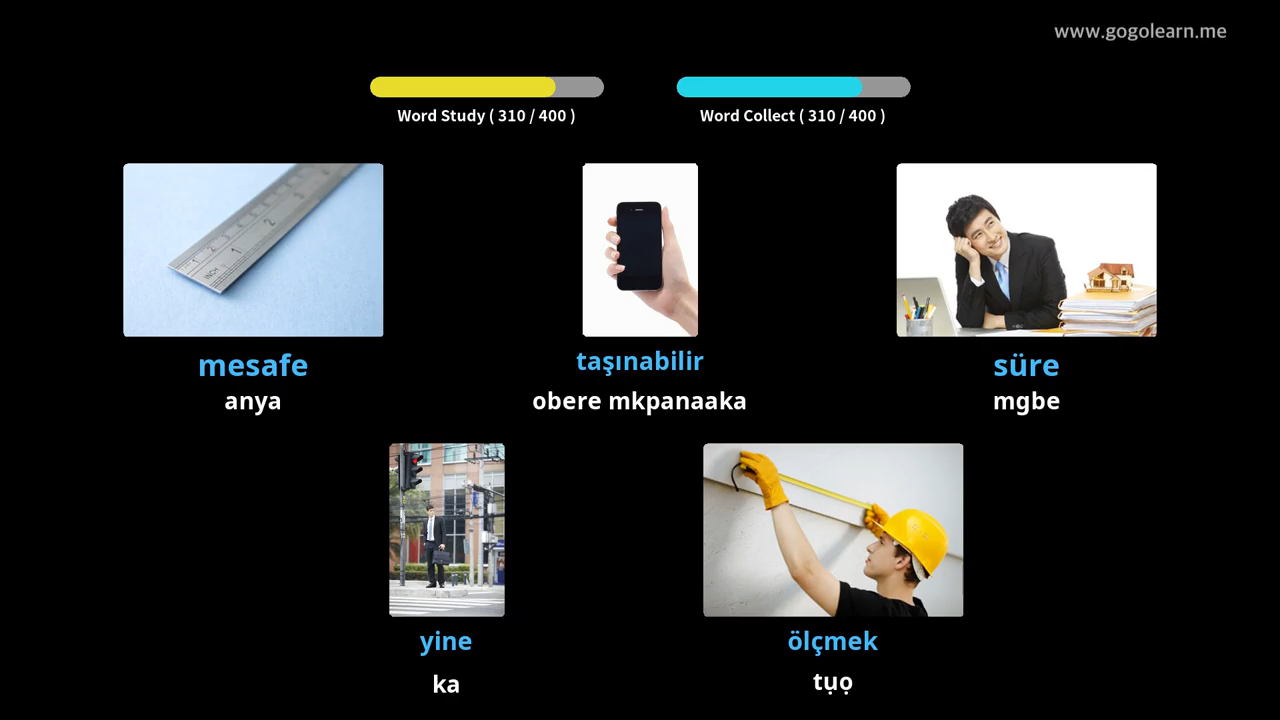 www.gogolearn.me
Word Study ( 310 / 400 )
Word Collect ( 310 / 400 )
mesafe
anya
taşınabilir
obere mkpanaaka
süre
mgbe
yine
ka
ölçmek
tụọ